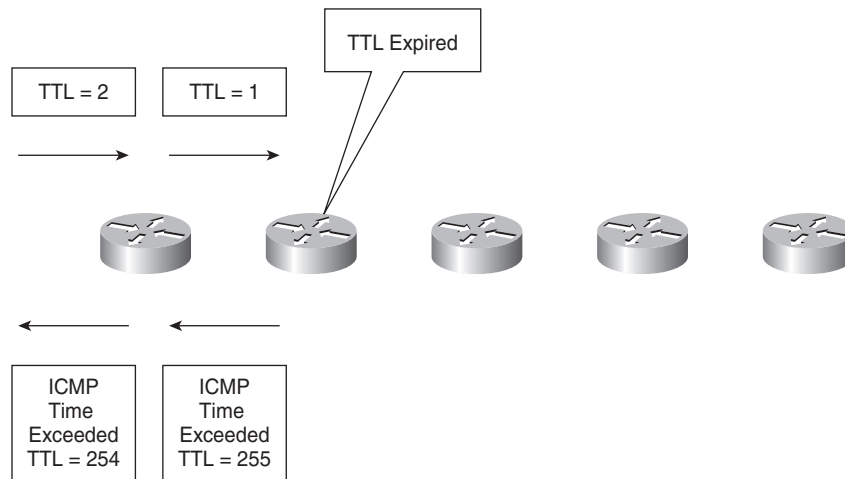 TTL Expired
TTL = 2
TTL = 1
ICMP
Time
Exceeded
TTL = 254
ICMP
Time
Exceeded
TTL = 255